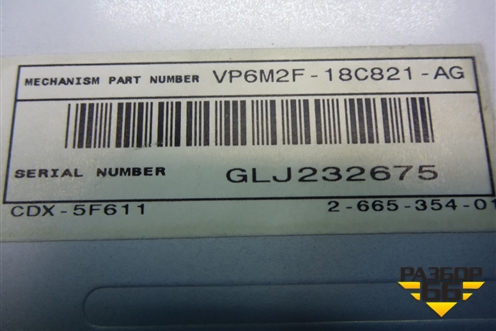 MECHANISM PART NUMBER VP6M2F-18C821-AG
SERIAL NUMBER GLJ232675
CDX-5F611 2-665-354-01
РАЗБОР
66